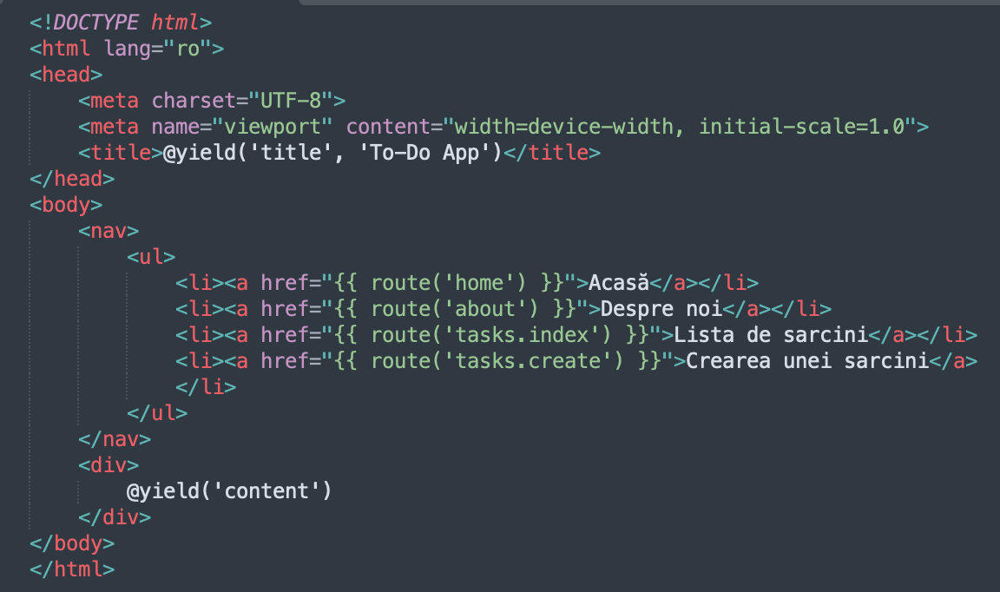 <!DOCTYPE html>
<html lang="ro">
<head>
    <meta charset="UTF-8">
    <meta name="viewport" content="width=device-width, initial-scale=1.0">
    <title>@yield('title', 'To-Do App')</title>
</head>
<body>
    <nav>
        <ul>
            <li><a href="{{ route('home') }}">Acasă</a></li>
            <li><a href="{{ route('about') }}">Despre noi</a></li>
            <li><a href="{{ route('tasks.index') }}">Lista de sarcini</a></li>
            <li><a href="{{ route('tasks.create') }}">Crearea unei sarcini</a>
            </li>
        </ul>
    </nav>
    <div>
        @yield('content')
    </div>
</body>
</html>